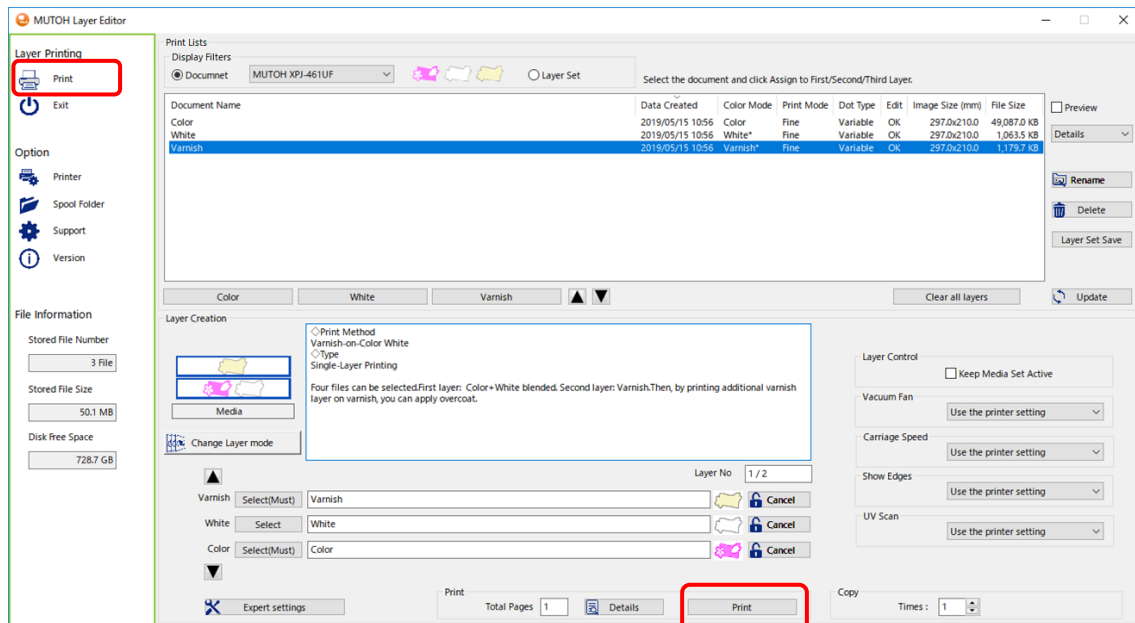 MUTOH Layer Editor
Layer Printing
Print
Exit
Option
Printer
Spool Folder
Support
Version
File Information
Stored File Number
3 File
Stored File Size
50.1 MB
Disk Free Space
728.7 GB
Print Lists
Display Filters
Documnet MUTOH XPJ-461UF Layer Set
Select the document and click Assign to First/Second/Third Layer.
Document Name Data Created Color Mode Print Mode Dot Type Edit Image Size (mm) File Size
Color 2019/05/15 10:56 Color Fine Variable OK 297.0x210.0 49,087.0 KB
White 2019/05/15 10:56 White* Fine Variable OK 297.0x210.0 1,063.5 KB
Varnish 2019/05/15 10:56 Varnish* Fine Variable OK 297.0x210.0 1,179.7 KB
Preview
Details
Rename
Delete
Layer Set Save
Color White Varnish ▲ ▼ Clear all layers Update
Layer Creation
Media
Change Layer mode
◇Print Method
Varnish-on-Color White
◇Type
Single-Layer Printing
Four files can be selected.First layer: Color+White blended. Second layer: Varnish.Then, by printing additional varnish
layer on varnish, you can apply overcoat.
Layer No 1 / 2
Varnish Select(Must) Varnish Cancel
White Select White Cancel
Color Select(Must) Color Cancel
Layer Control
Keep Media Set Active
Vacuum Fan
Use the printer setting
Carriage Speed
Use the printer setting
Show Edges
Use the printer setting
UV Scan
Use the printer setting
Expert settings
Print
Total Pages 1 Details Print
Copy
Times : 1